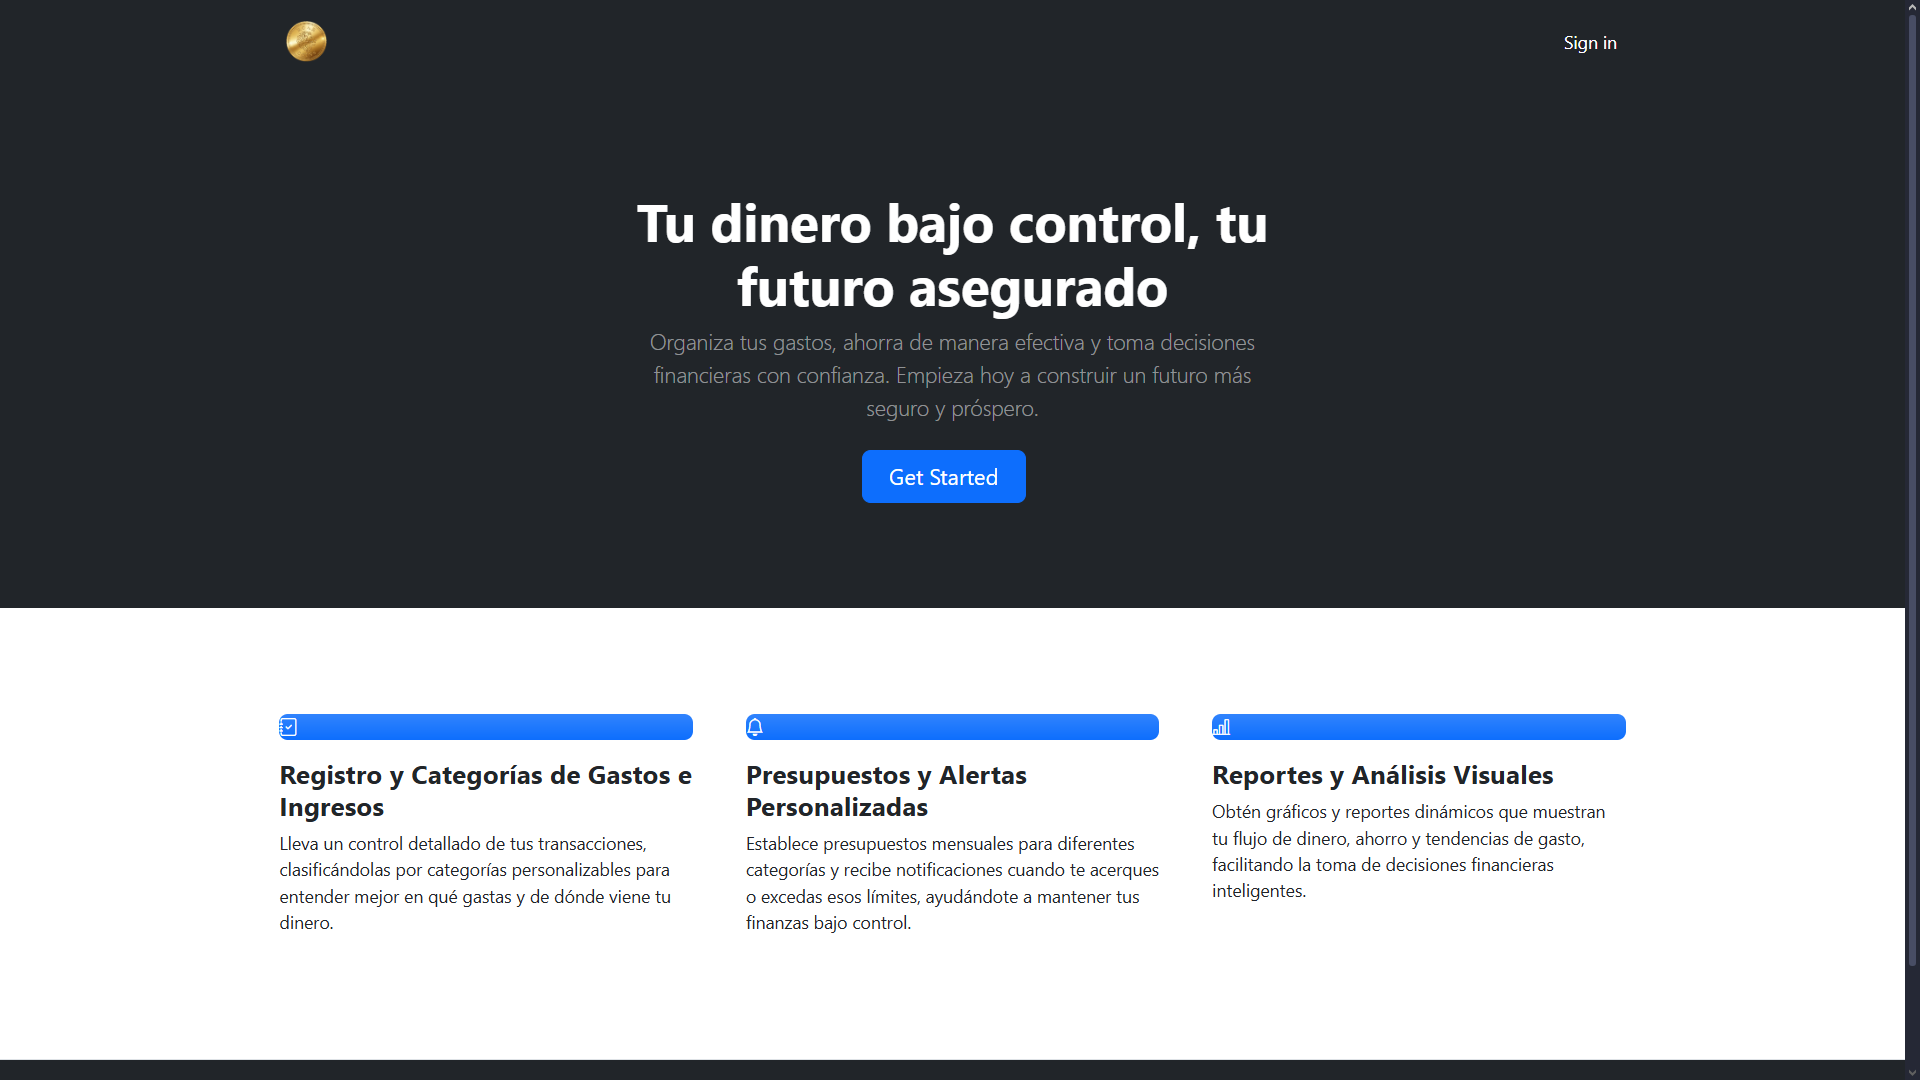 Sign in
Tu dinero bajo control, tu
futuro asegurado
Organiza tus gastos, ahorra de manera efectiva y toma decisiones
financieras con confianza. Empieza hoy a construir un futuro más
seguro y próspero.
Get Started
Registro y Categorías de Gastos e
Ingresos
Lleva un control detallado de tus transacciones,
clasificándolas por categorías personalizables para
entender mejor en qué gastas y de dónde viene tu
dinero.
Presupuestos y Alertas
Personalizadas
Establece presupuestos mensuales para diferentes
categorías y recibe notificaciones cuando te acerques
o excedas esos límites, ayudándote a mantener tus
finanzas bajo control.
Reportes y Análisis Visuales
Obtén gráficos y reportes dinámicos que muestran
tu flujo de dinero, ahorro y tendencias de gasto,
facilitando la toma de decisiones financieras
inteligentes.